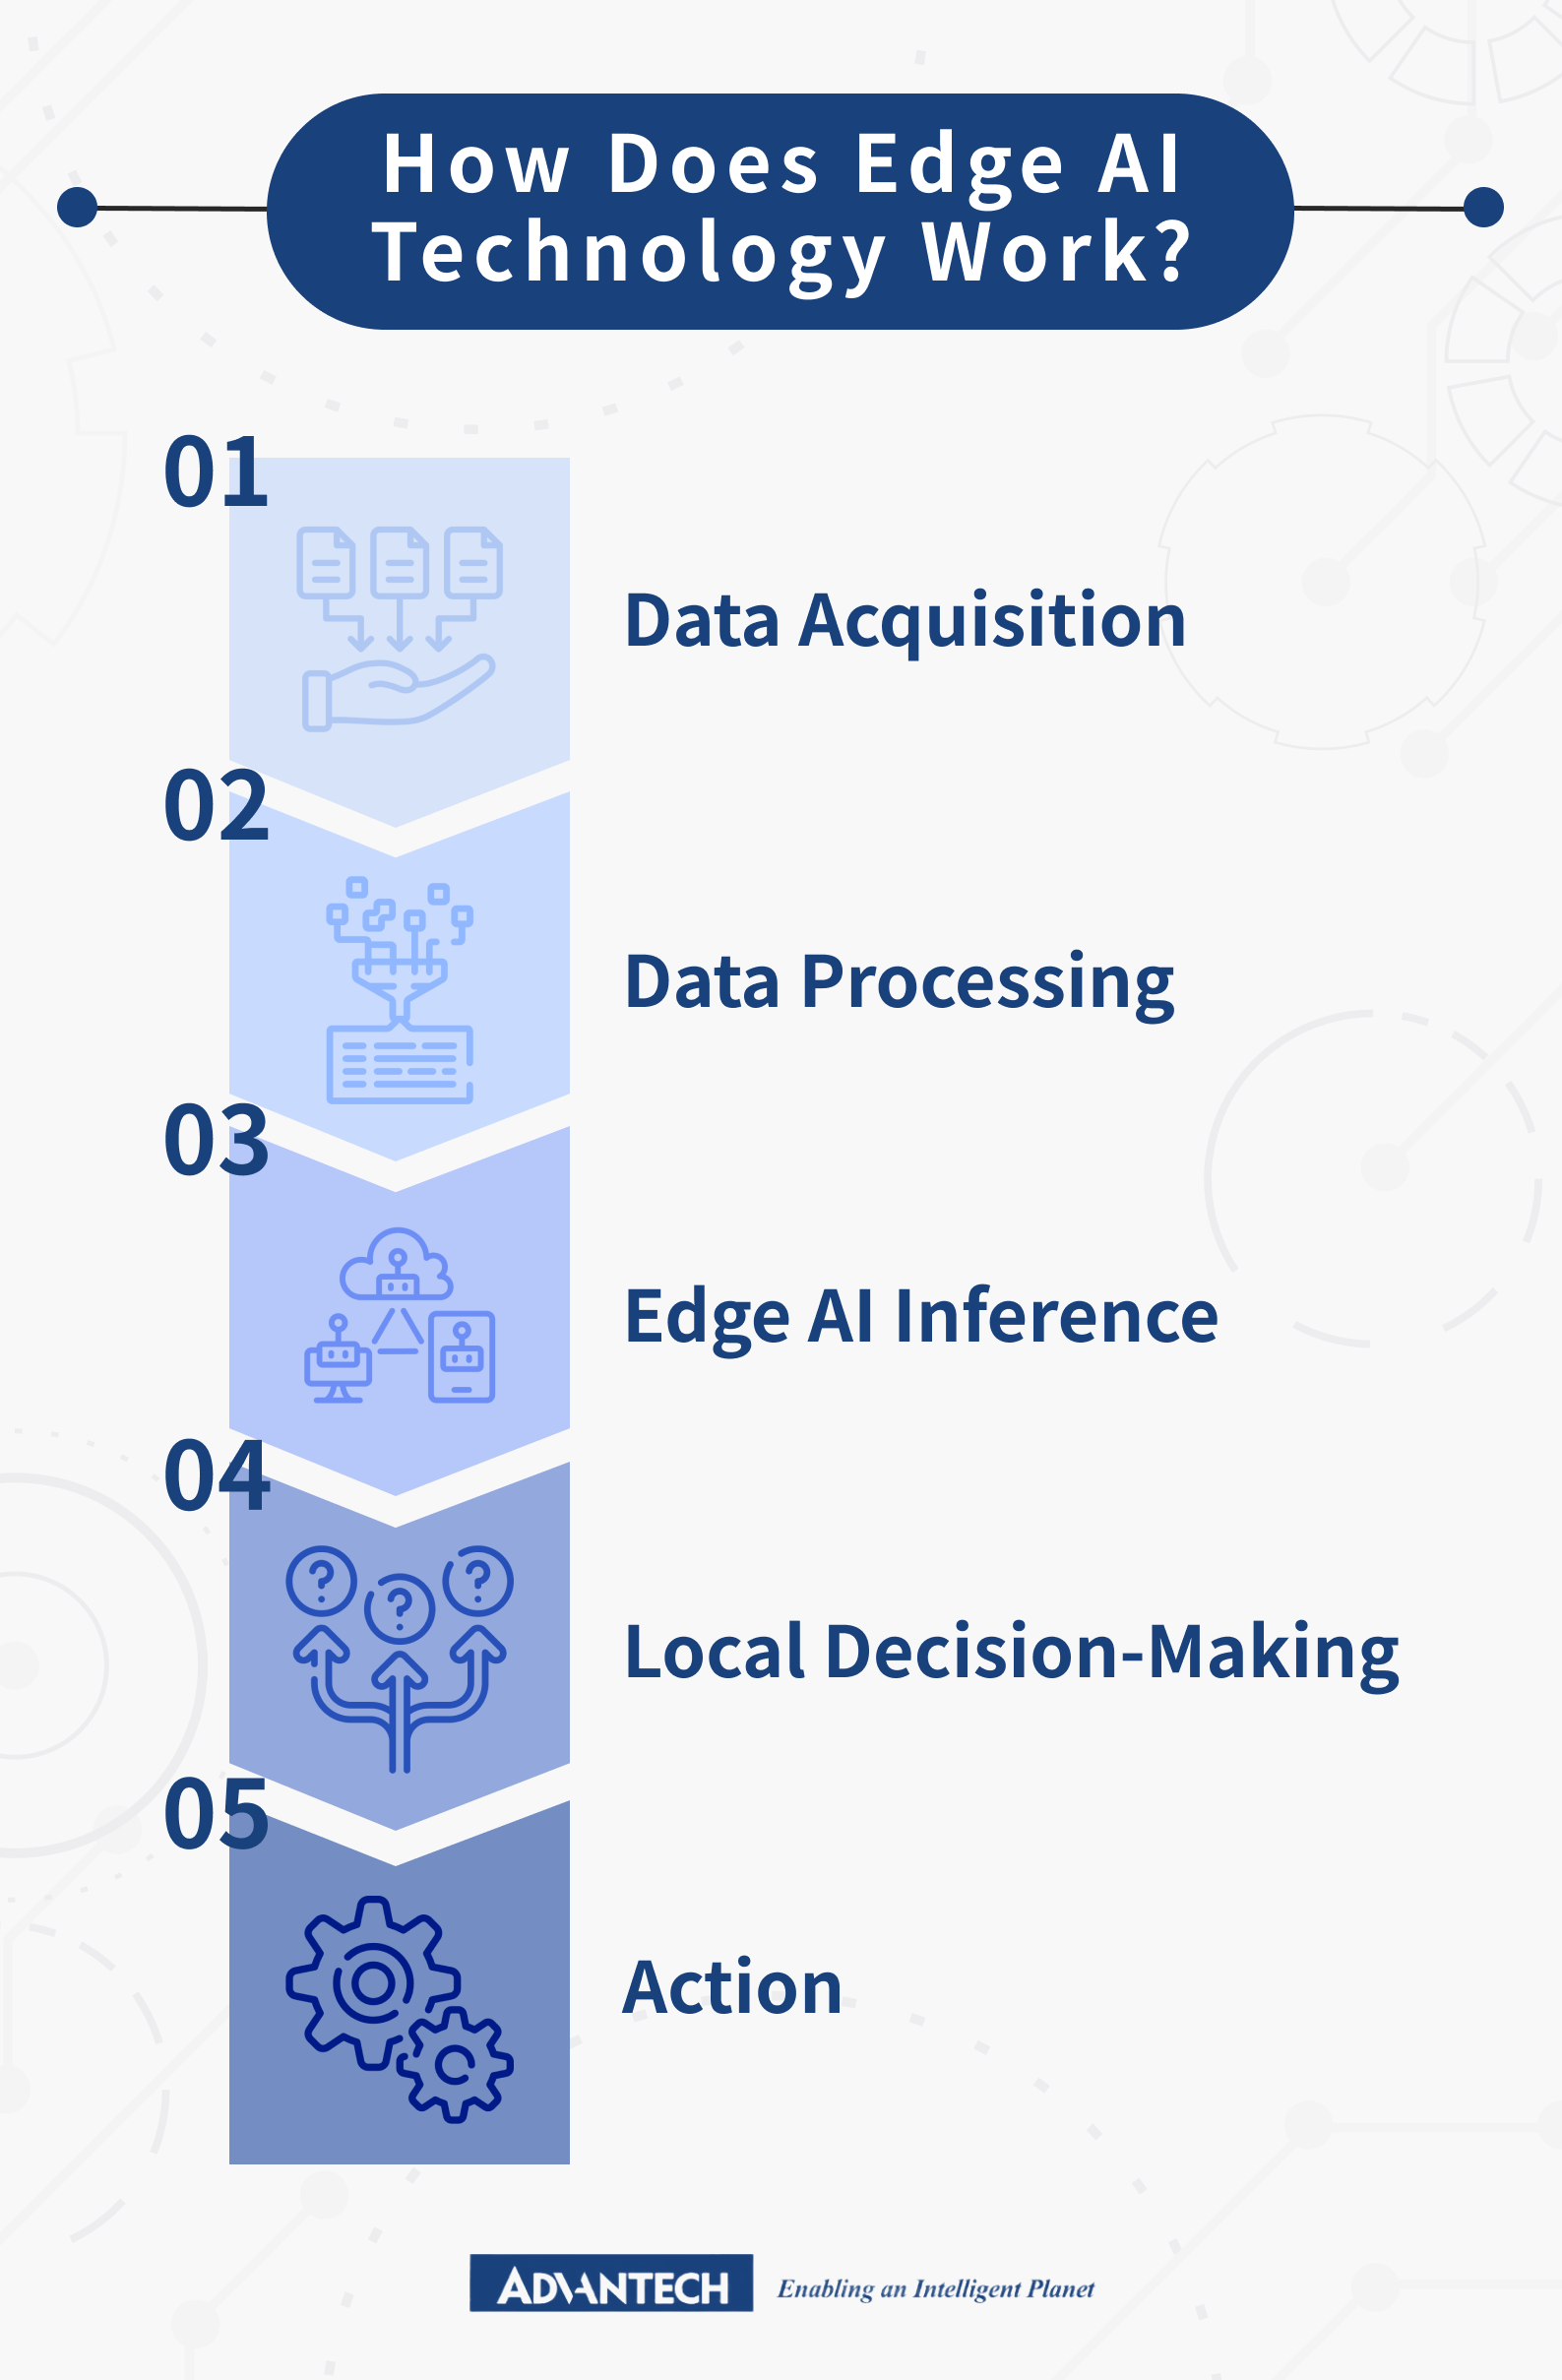 How Does Edge AI
Technology Work?
01
Data Acquisition
02
Data Processing
03
Edge AI Inference
04
Local Decision-Making
05
Action
ADVANTECH Enabling an Intelligent Planet